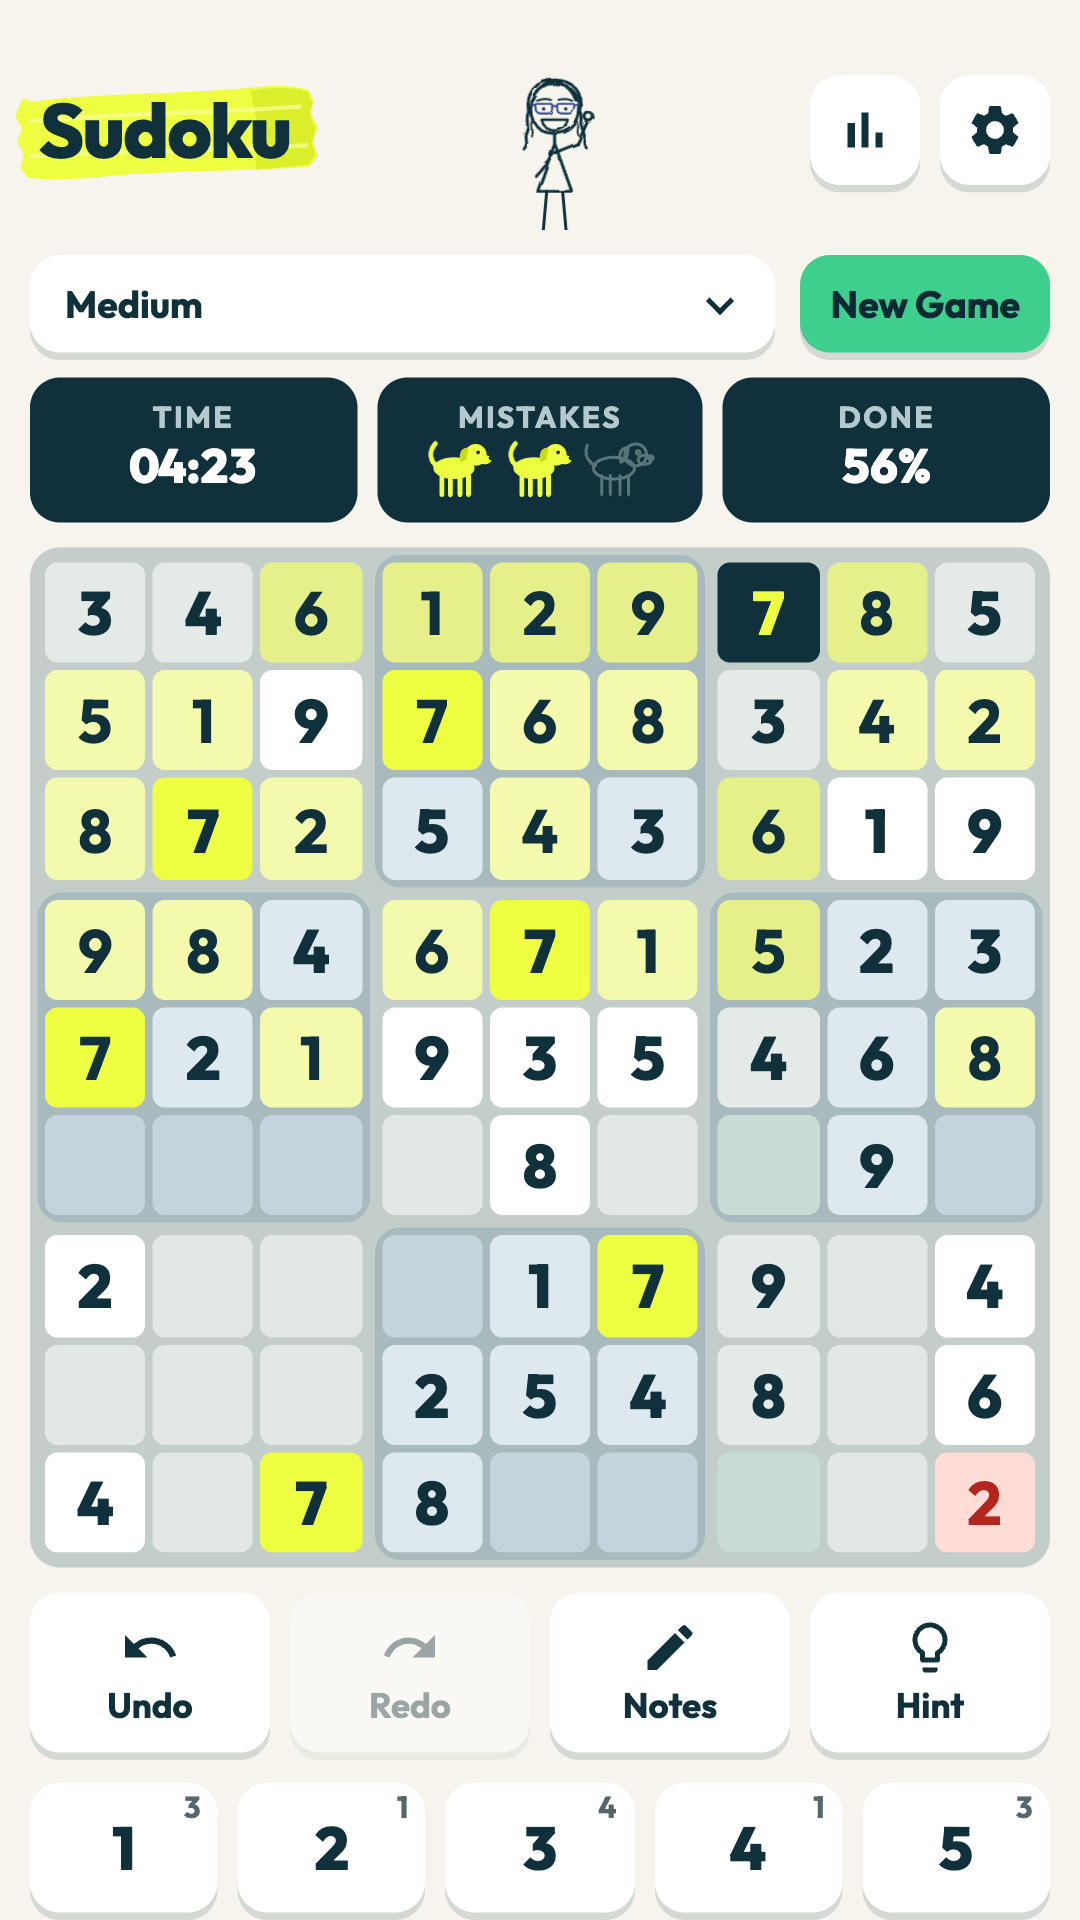 Sudoku
Medium
New Game
TIME
04:23
MISTAKES
DONE
56%
3 4 6 1 2 9 7 8 5
5 1 9 7 6 8 3 4 2
8 7 2 5 4 3 6 1 9
9 8 4 6 7 1 5 2 3
7 2 1 9 3 5 4 6 8
8 9
2 1 7 9 4
2 5 4 8 6
4 7 8 2
Undo
Redo
Notes
Hint
1 3
2 1
3 4
4 1
5 3